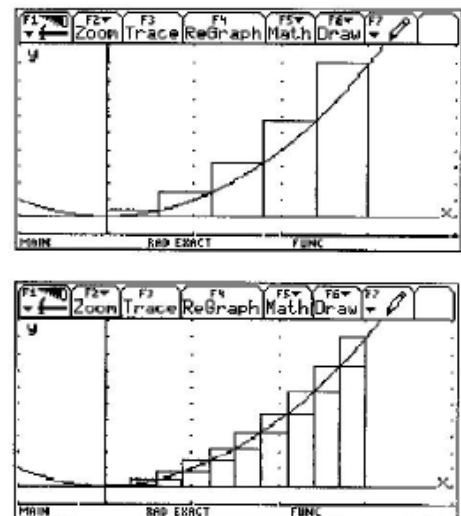 F1 F2 F3 F4 F5 F6 F7
Zoom Trace ReGraph Math Draw
y
x
MAIN RAD EXACT FUNC
F1 F2 F3 F4 F5 F6 F7
Zoom Trace ReGraph Math Draw
y
x
MAIN RAD EXACT FUNC